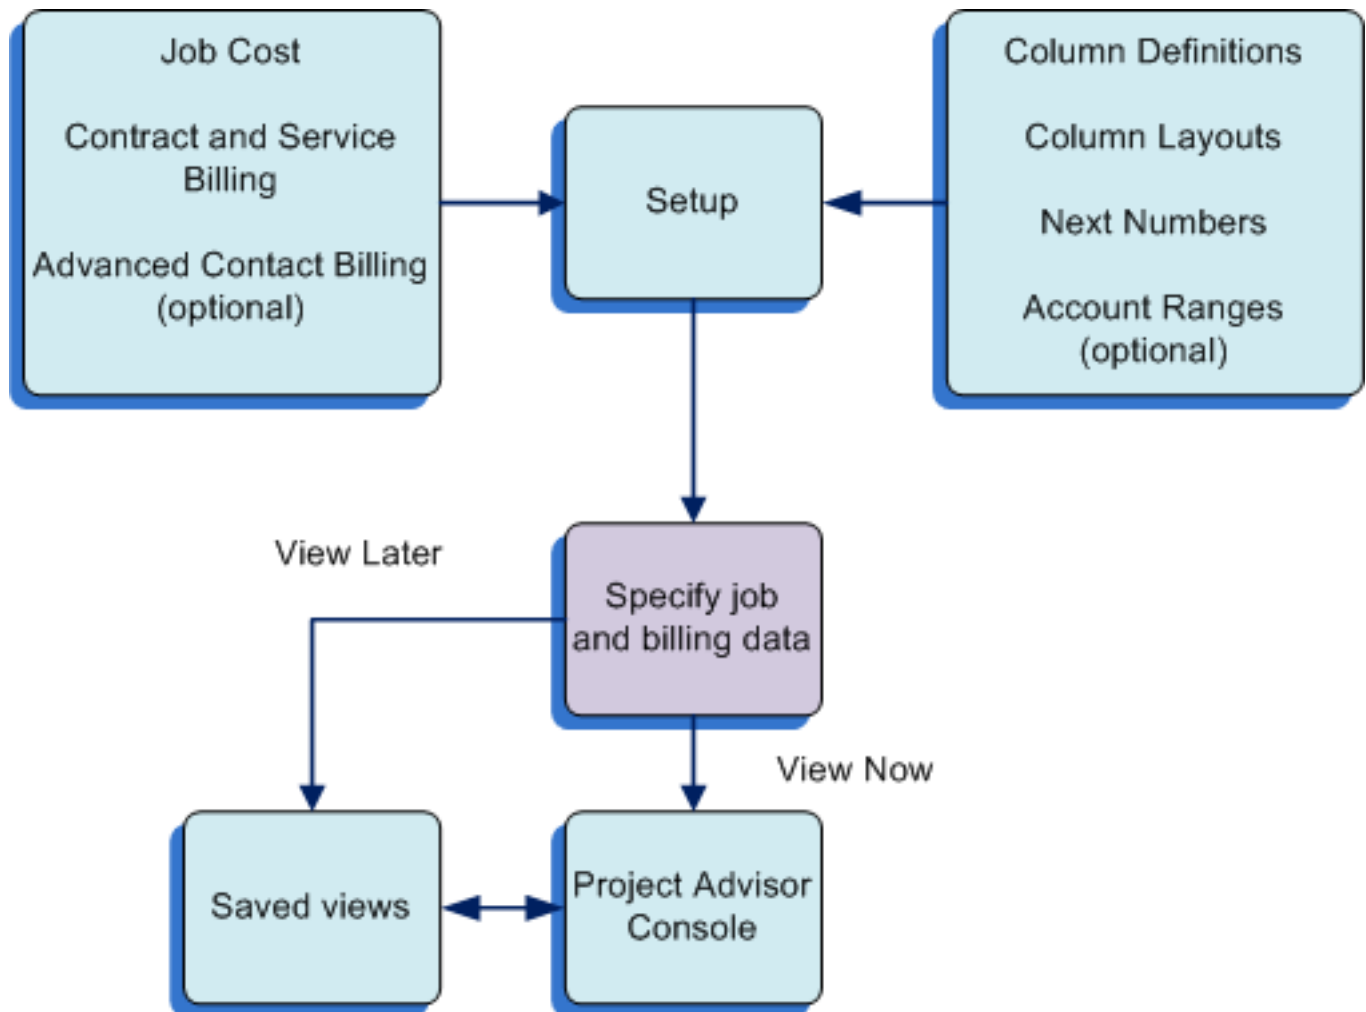 Job Cost
Contract and Service
Billing
Advanced Contact Billing
(optional)
Setup
Column Definitions
Column Layouts
Next Numbers
Account Ranges
(optional)
View Later
Specify job
and billing data
View Now
Saved views
Project Advisor
Console